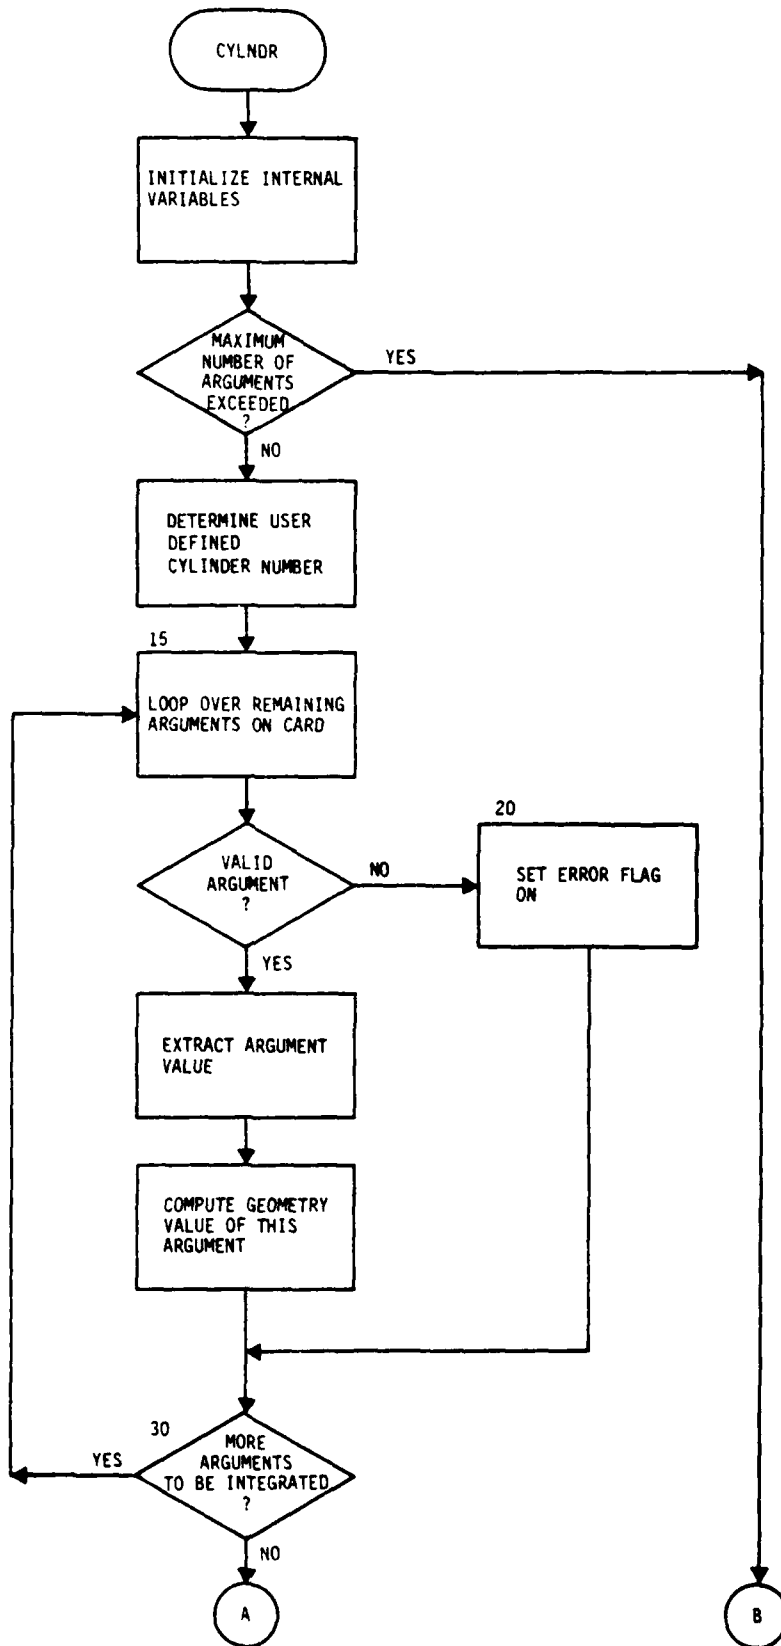 CYLNDR
INITIALIZE INTERNAL
VARIABLES
MAXIMUM
NUMBER OF
ARGUMENTS
EXCEEDED
?
YES
NO
DETERMINE USER
DEFINED
CYLINDER NUMBER
15
LOOP OVER REMAINING
ARGUMENTS ON CARD
VALID
ARGUMENT
?
NO
20
SET ERROR FLAG
ON
YES
EXTRACT ARGUMENT
VALUE
COMPUTE GEOMETRY
VALUE OF THIS
ARGUMENT
30
MORE
ARGUMENTS
TO BE INTEGRATED
?
YES
NO
A
B